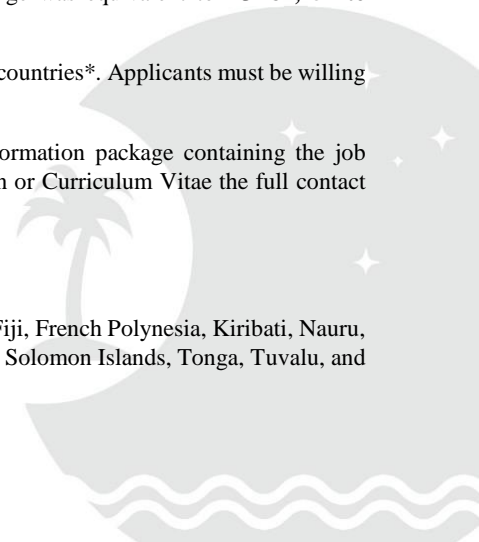 countries*. Applicants must be willing
formation package containing the job
or Curriculum Vitae the full contact
Fiji, French Polynesia, Kiribati, Nauru,
Solomon Islands, Tonga, Tuvalu, and